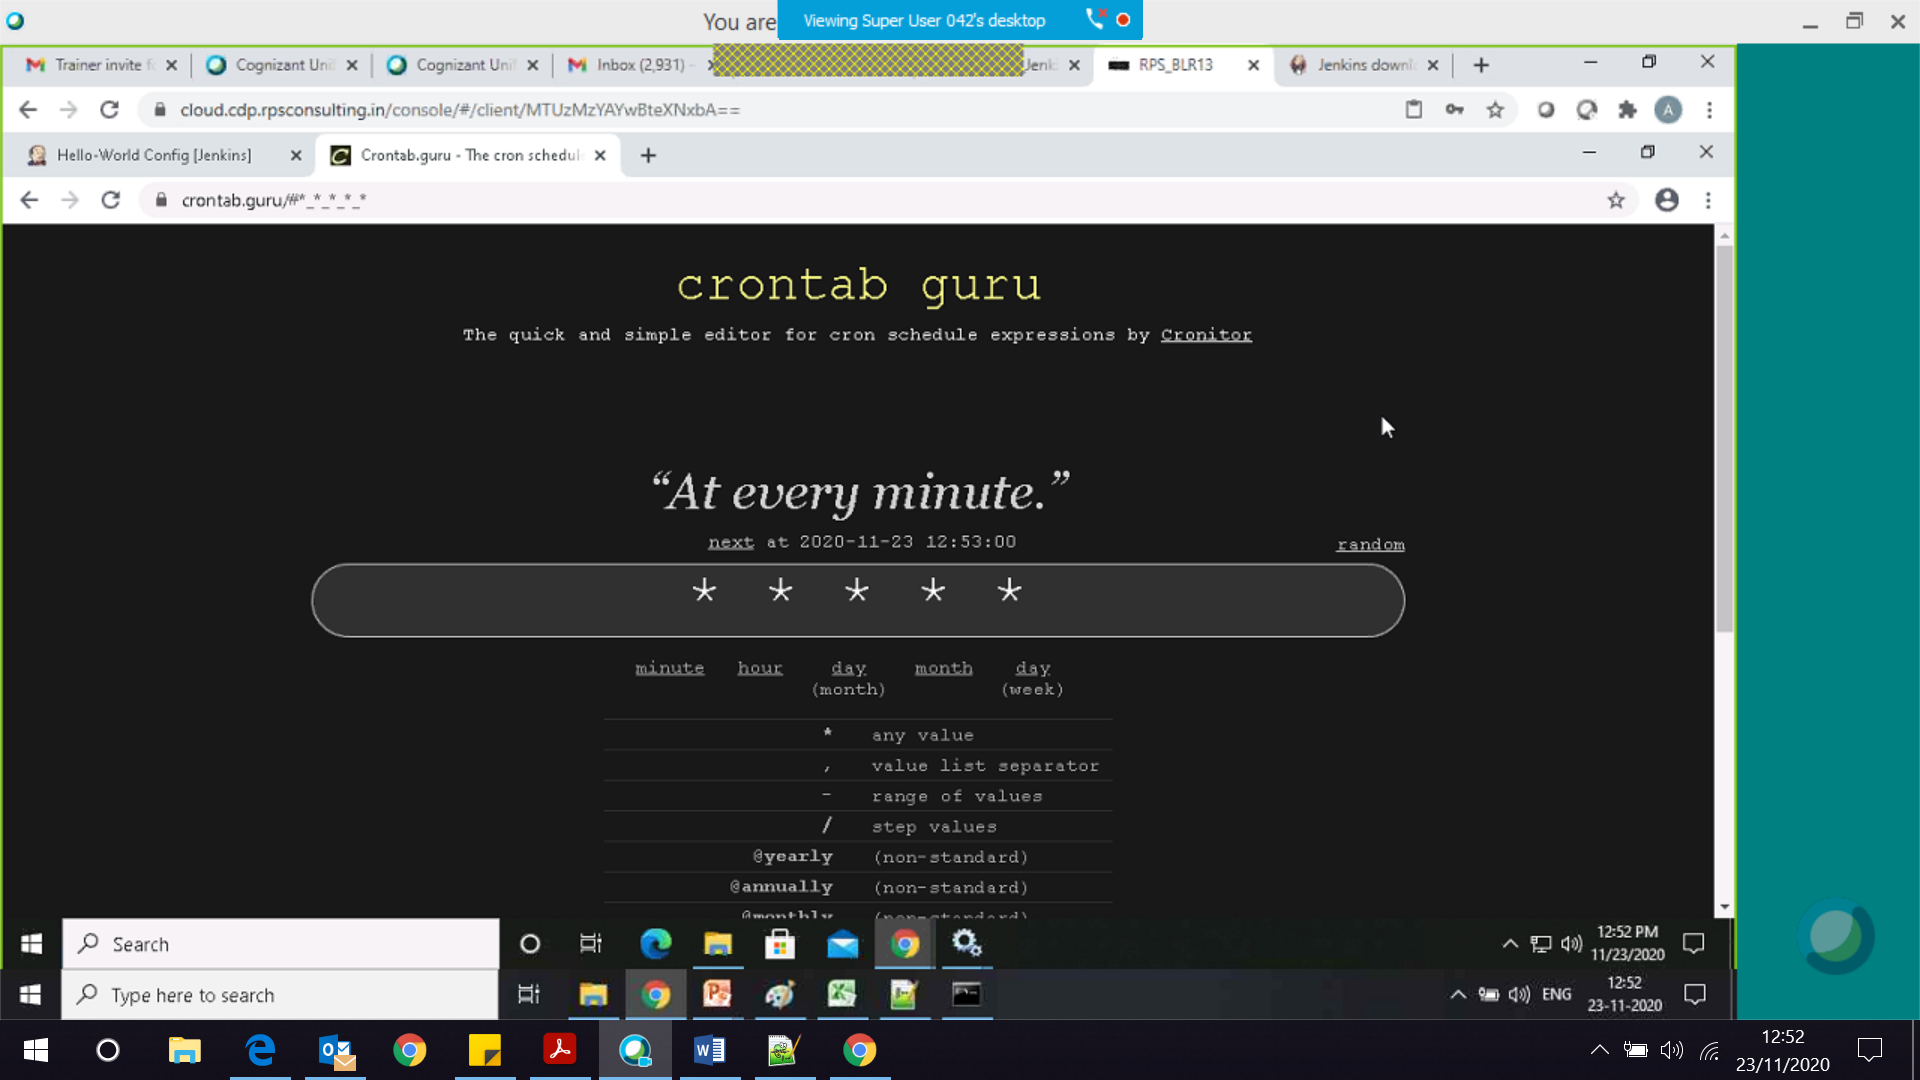 You are
Viewing Super User 042's desktop
Trainer invite f
Cognizant Uni
Cognizant Uni
Inbox (2,931) -
Jenk
RPS_BLR13
Jenkins downl
cloud.cdp.rpsconsulting.in/console/#/client/MTUzMzYAYwBteXNxbA==
A
Hello-World Config [Jenkins]
Crontab.guru - The cron schedul
crontab.guru/#*_*_*_*_*
crontab guru
The quick and simple editor for cron schedule expressions by Cronitor
“At every minute.”
next at 2020-11-23 12:53:00
random
* * * * *
minute hour day (month) month day (week)
* any value
, value list separator
- range of values
/ step values
@yearly (non-standard)
@annually (non-standard)
@monthly (non-standard)
Search
12:52 PM
11/23/2020
Type here to search
ENG
12:52
23-11-2020
12:52
23/11/2020